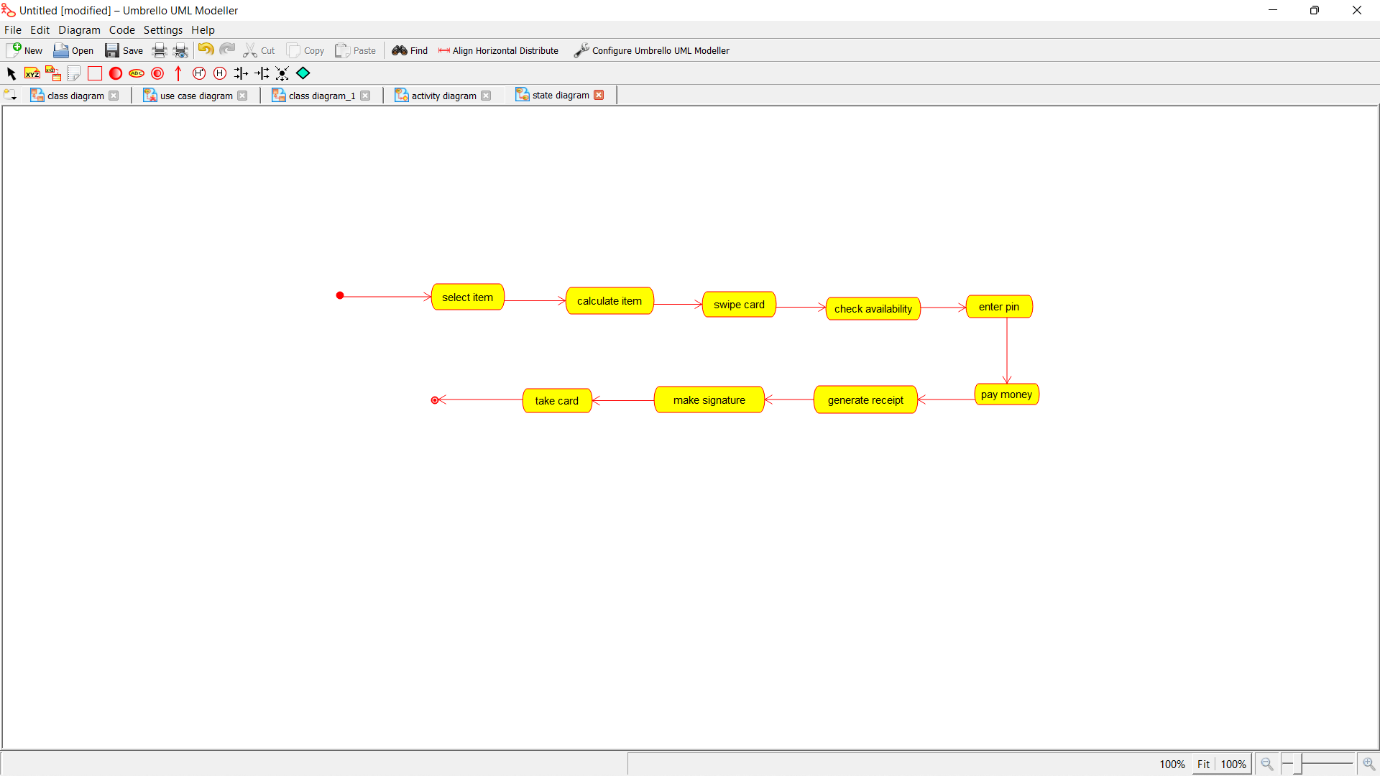 Untitled [modified] – Umbrello UML Modeller
File Edit Diagram Code Settings Help
New Open Save Cut Copy Paste Find Align Horizontal Distribute Configure Umbrello UML Modeller
XYZ ABC H* H
class diagram use case diagram class diagram_1 activity diagram state diagram
select item calculate item swipe card check availability enter pin
take card make signature generate receipt pay money
100% Fit 100%